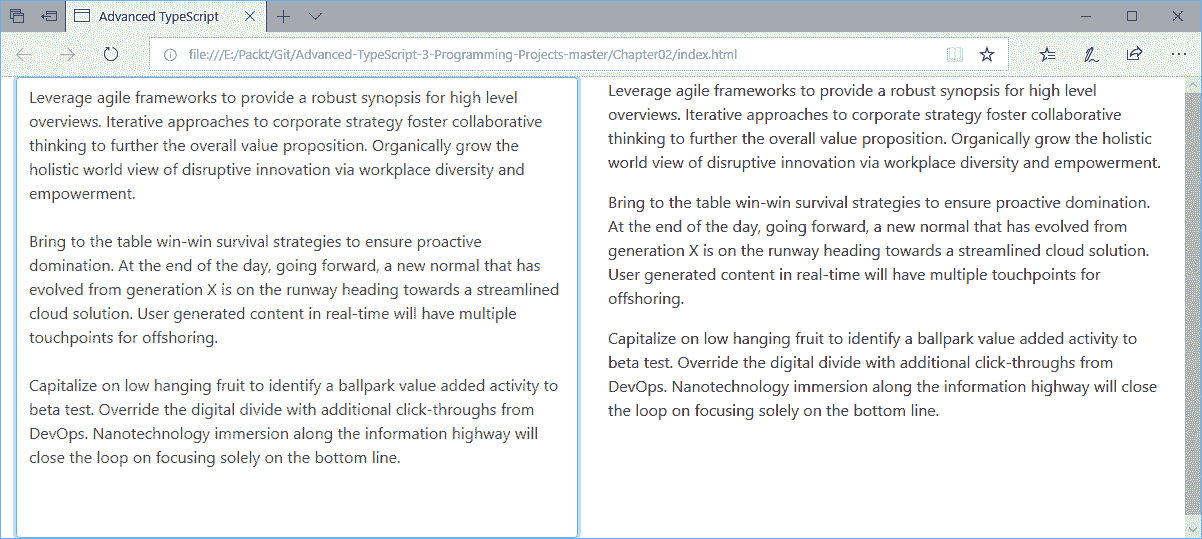 Advanced TypeScript
file:///E:/Packt/Git/Advanced-TypeScript-3-Programming-Projects-master/Chapter02/index.html
Leverage agile frameworks to provide a robust synopsis for high level
overviews. Iterative approaches to corporate strategy foster collaborative
thinking to further the overall value proposition. Organically grow the
holistic world view of disruptive innovation via workplace diversity and
empowerment.
Bring to the table win-win survival strategies to ensure proactive
domination. At the end of the day, going forward, a new normal that has
evolved from generation X is on the runway heading towards a streamlined
cloud solution. User generated content in real-time will have multiple
touchpoints for offshoring.
Capitalize on low hanging fruit to identify a ballpark value added activity to
beta test. Override the digital divide with additional click-throughs from
DevOps. Nanotechnology immersion along the information highway will
close the loop on focusing solely on the bottom line.
Leverage agile frameworks to provide a robust synopsis for high level
overviews. Iterative approaches to corporate strategy foster collaborative
thinking to further the overall value proposition. Organically grow the holistic
world view of disruptive innovation via workplace diversity and empowerment.
Bring to the table win-win survival strategies to ensure proactive domination.
At the end of the day, going forward, a new normal that has evolved from
generation X is on the runway heading towards a streamlined cloud solution.
User generated content in real-time will have multiple touchpoints for
offshoring.
Capitalize on low hanging fruit to identify a ballpark value added activity to
beta test. Override the digital divide with additional click-throughs from
DevOps. Nanotechnology immersion along the information highway will close
the loop on focusing solely on the bottom line.